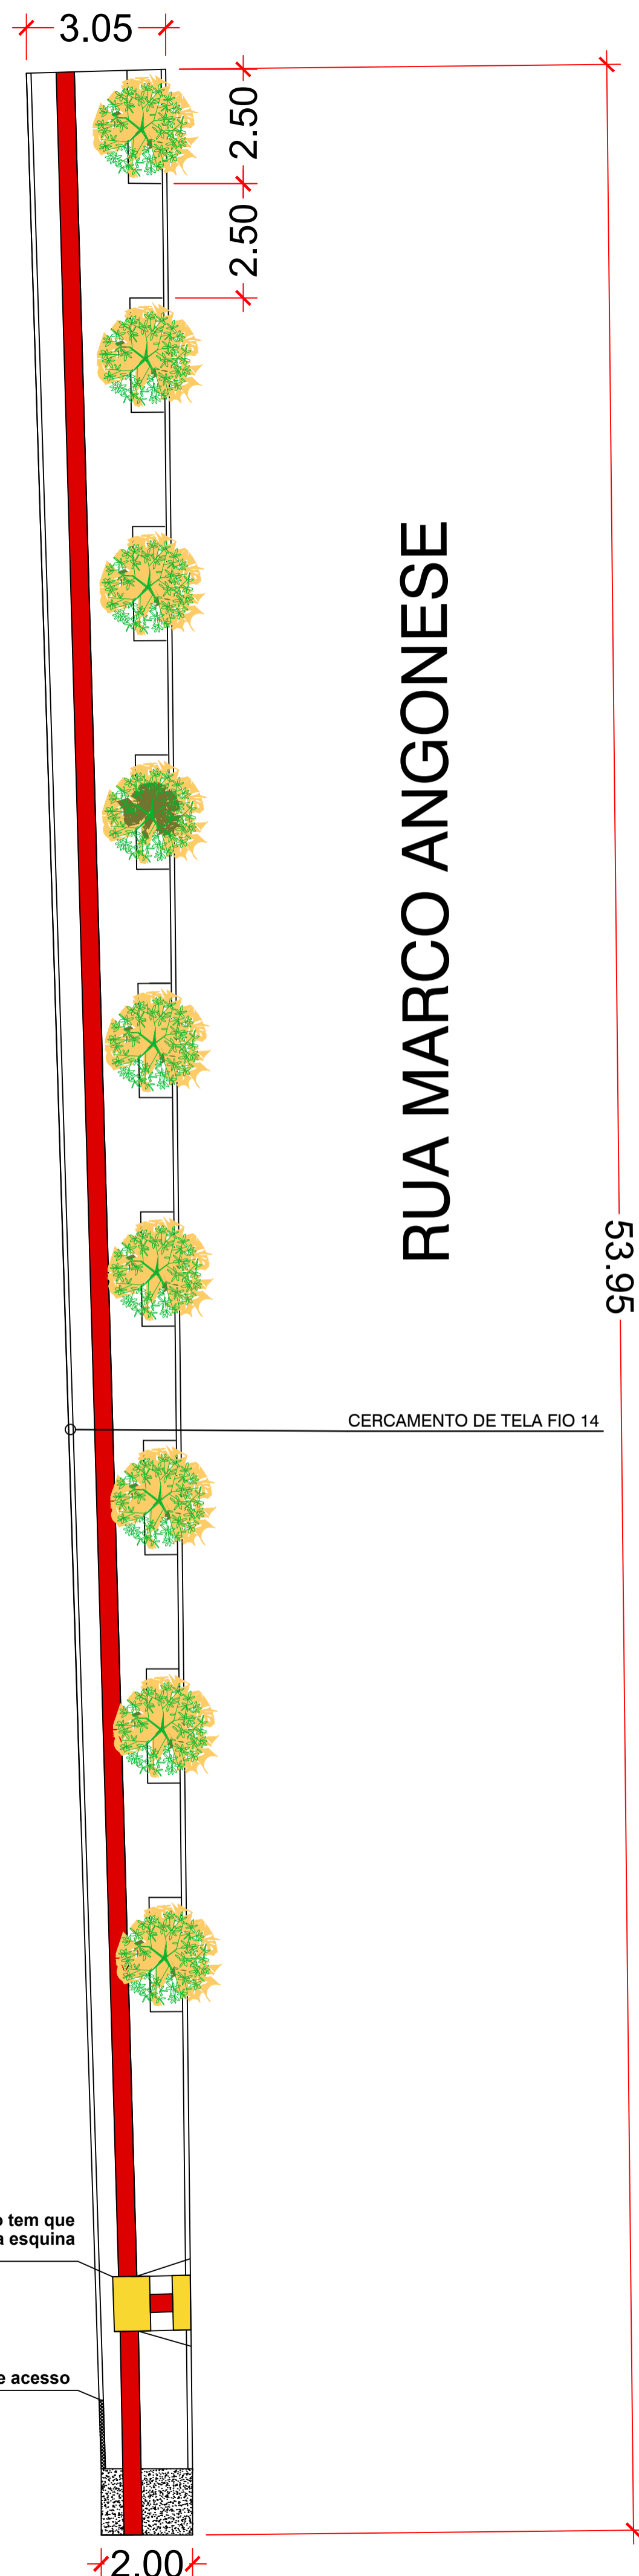 3.05
2.50
2.50
RUA MARCO ANGONESE
53.95
CERCAMENTO DE TELA FIO 14
tem que
esquina
acesso
2.00